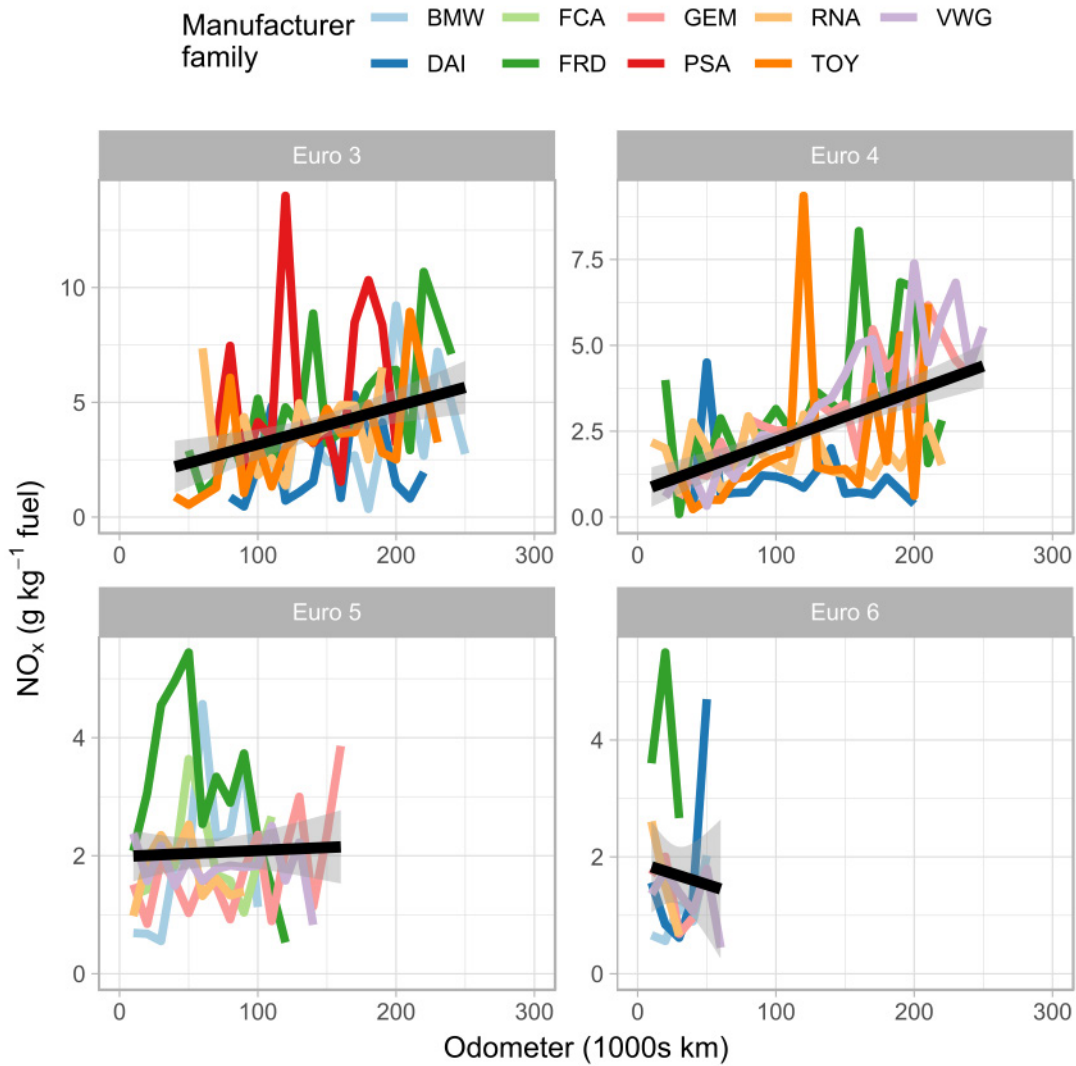 Manufacturer family
BMW FCA GEM RNA VWG
DAI FRD PSA TOY
Euro 3 Euro 4
10
5
0
7.5
5.0
2.5
0.0
0 100 200 300 0 100 200 300
Euro 5 Euro 6
4
2
0
4
2
0
0 100 200 300 0 100 200 300
NOₓ (g kg⁻¹ fuel)
Odometer (1000s km)